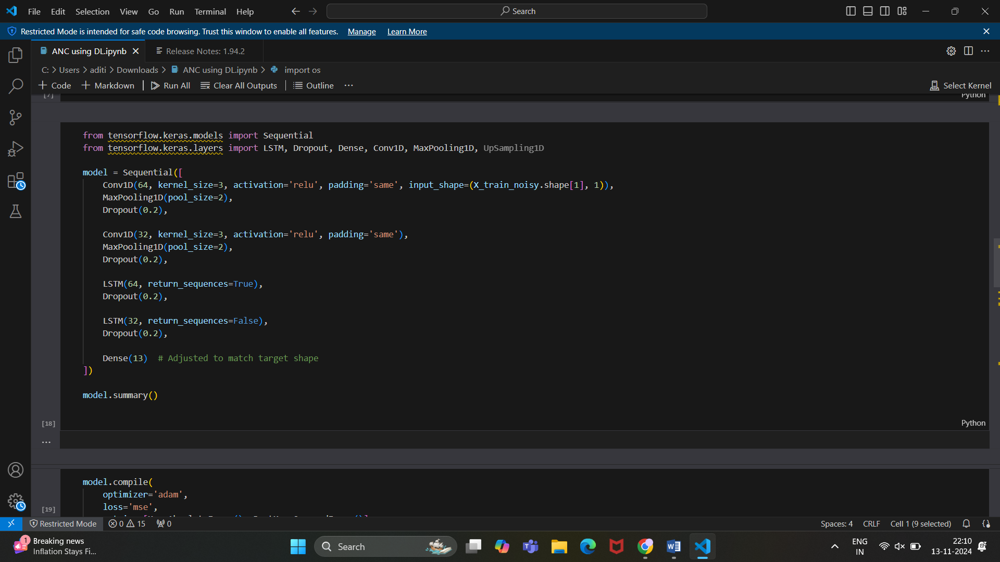 File Edit Selection View Go Run Terminal Help
Search
Restricted Mode is intended for safe code browsing. Trust this window to enable all features. Manage Learn More
ANC using DL.ipynb
Release Notes: 1.94.2
C: > Users > aditi > Downloads > ANC using DL.ipynb > import os
+ Code + Markdown | Run All Clear All Outputs | Outline ...
Select Kernel
[7]
Python
from tensorflow.keras.models import Sequential
from tensorflow.keras.layers import LSTM, Dropout, Dense, Conv1D, MaxPooling1D, UpSampling1D
model = Sequential([
Conv1D(64, kernel_size=3, activation='relu', padding='same', input_shape=(X_train_noisy.shape[1], 1)),
MaxPooling1D(pool_size=2),
Dropout(0.2),
Conv1D(32, kernel_size=3, activation='relu', padding='same'),
MaxPooling1D(pool_size=2),
Dropout(0.2),
LSTM(64, return_sequences=True),
Dropout(0.2),
LSTM(32, return_sequences=False),
Dropout(0.2),
Dense(13) # Adjusted to match target shape
])
model.summary()
[18]
Python
...
model.compile(
optimizer='adam',
loss='mse',
[19]
Restricted Mode 0 15 0
Spaces: 4 CRLF Cell 1 (9 selected)
1
Breaking news
Inflation Stays Fi...
Search
ENG
IN
22:10
13-11-2024